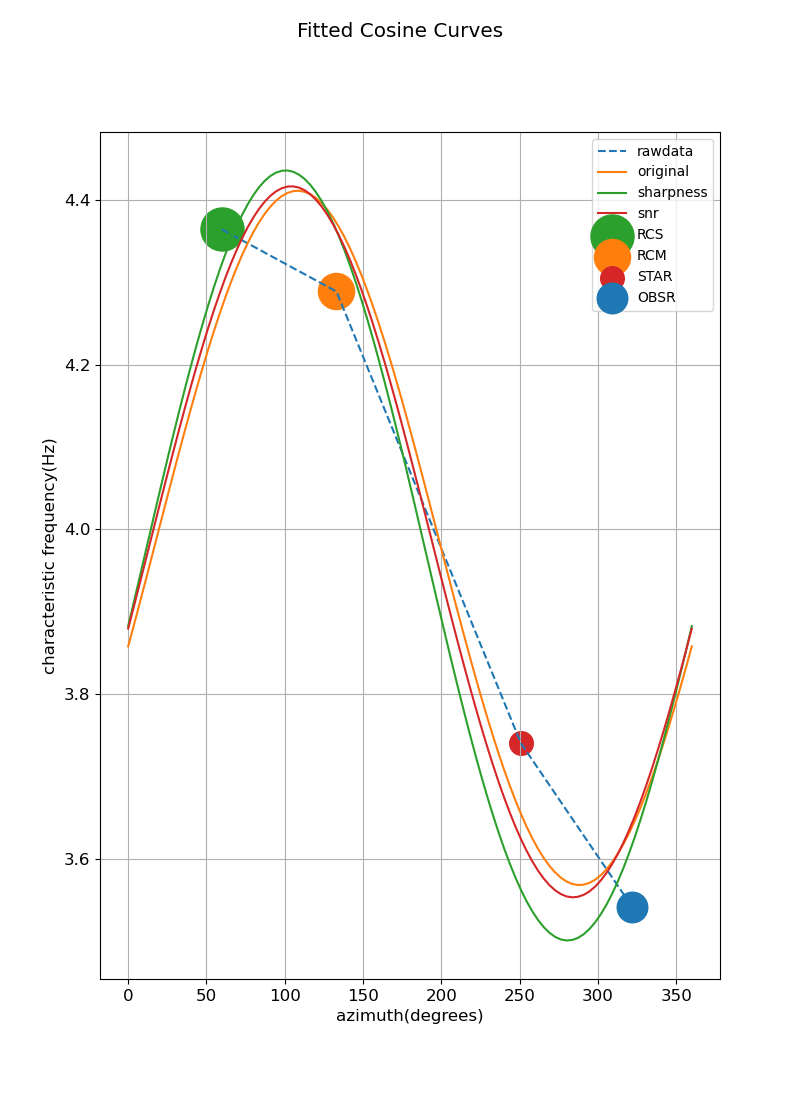 Fitted Cosine Curves
rawdata
original
sharpness
snr
RCS
RCM
STAR
OBSR
4.4
4.2
4.0
3.8
3.6
characteristic frequency(Hz)
0 50 100 150 200 250 300 350
azimuth(degrees)